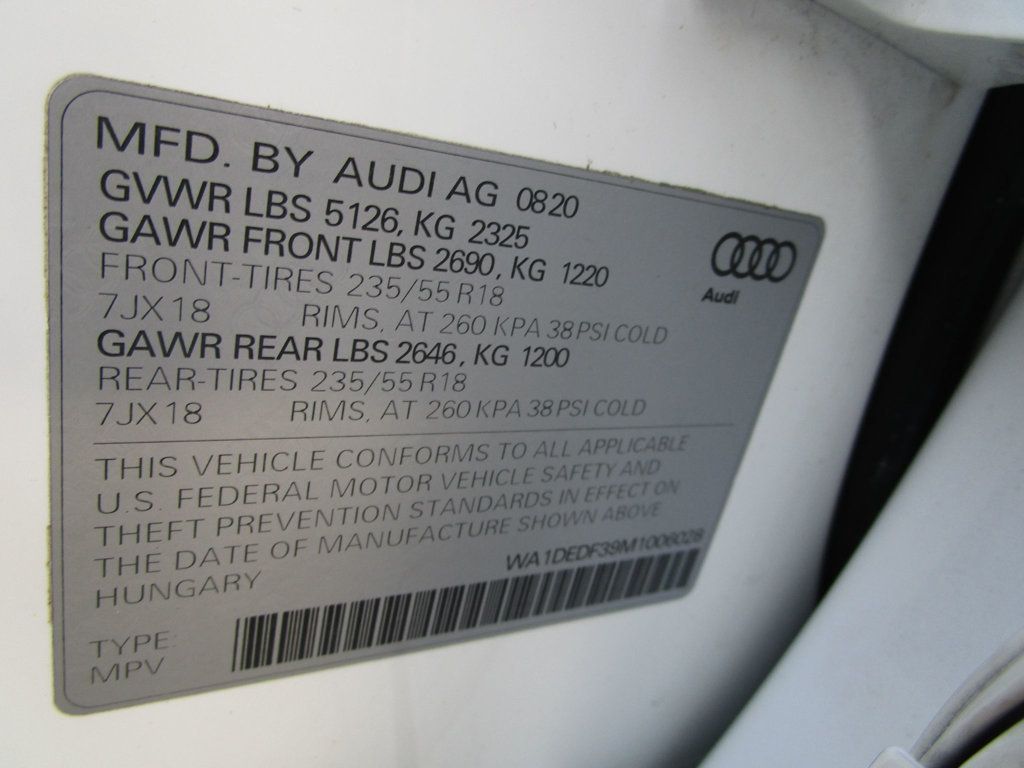 MFD. BY AUDI AG 0820
GVWR LBS 5126, KG 2325
GAWR FRONT LBS 2690, KG 1220
FRONT-TIRES 235/55 R18
7JX18 RIMS, AT 260 KPA 38 PSI COLD
GAWR REAR LBS 2646, KG 1200
REAR-TIRES 235/55 R18
7JX18 RIMS, AT 260 KPA 38 PSI COLD
Audi
THIS VEHICLE CONFORMS TO ALL APPLICABLE
U.S. FEDERAL MOTOR VEHICLE SAFETY AND
THEFT PREVENTION STANDARDS IN EFFECT ON
THE DATE OF MANUFACTURE SHOWN ABOVE
HUNGARY
WA1DEDF39M1006028
TYPE:
MPV